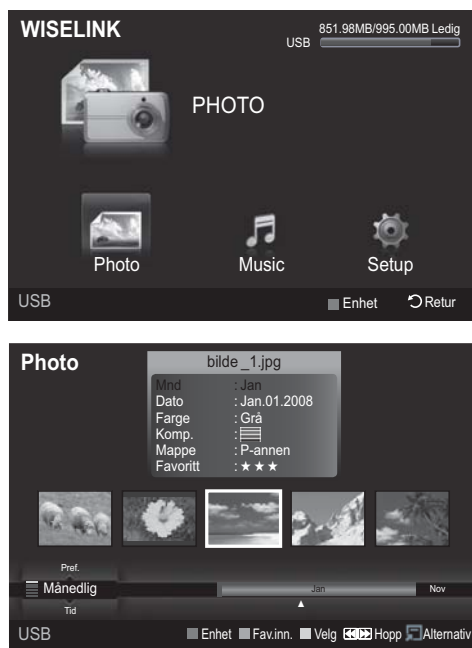 WISELINK
851.98MB/995.00MB Ledig
USB
PHOTO
Photo Music Setup
USB Enhet Retur
Photo
bilde _1.jpg
Mnd : Jan
Dato : Jan.01.2008
Farge : Grå
Komp. :
Mappe : P-annen
Favoritt : ★ ★ ★
Pref.
Månedlig Jan Nov
Tid
USB Enhet Fav.inn. Velg Hopp Alternativ